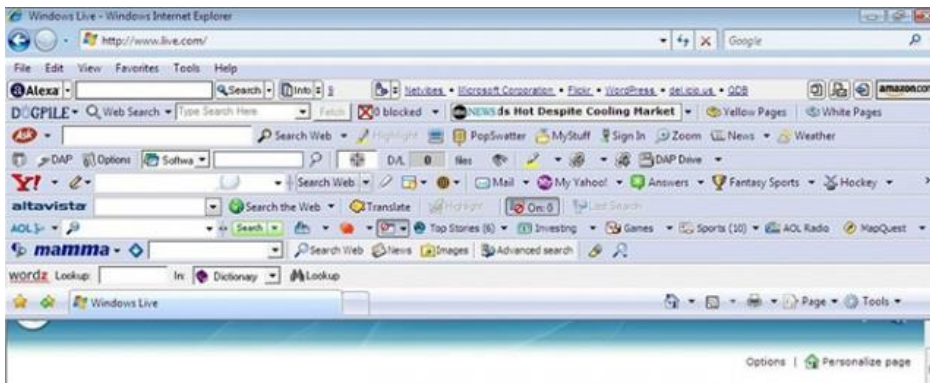 Windows Live - Windows Internet Explorer
http://www.live.com/ Google
File Edit View Favorites Tools Help
Alexa Search Info Netvibes • Microsoft Corporation • Flickr • WordPress • del.icio.us • QDB amazon.com
DOGPILE Web Search Type Search Here Fetch 0 blocked NEWS ds Hot Despite Cooling Market Yellow Pages White Pages
Search Web Highlight PopSwatter MyStuff Sign In Zoom News Weather
DAP Options Softwa D/L 0 files DAP Drive
Y! Search Web Mail My Yahoo! Answers Fantasy Sports Hockey
altavista Search the Web Translate Highlight On: 0 Last Search
AOL Search Top Stories (6) Investing Games Sports (10) AOL Radio MapQuest
mamma Search Web News Images Advanced search
wordz Lookup: In: Dictionary Lookup
Windows Live Page Tools
Options | Personalize page